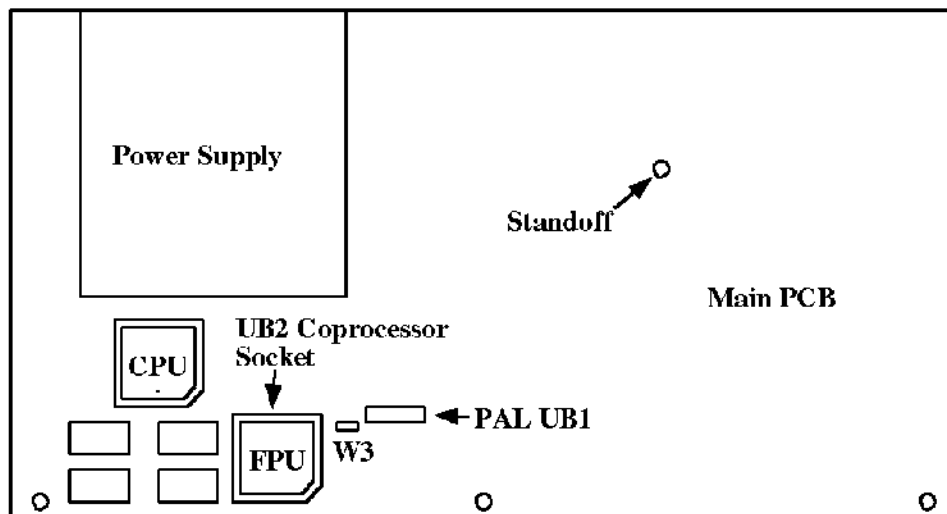 Power Supply
Standoff
Main PCB
UB2 Coprocessor
Socket
CPU
PAL UB1
W3
FPU